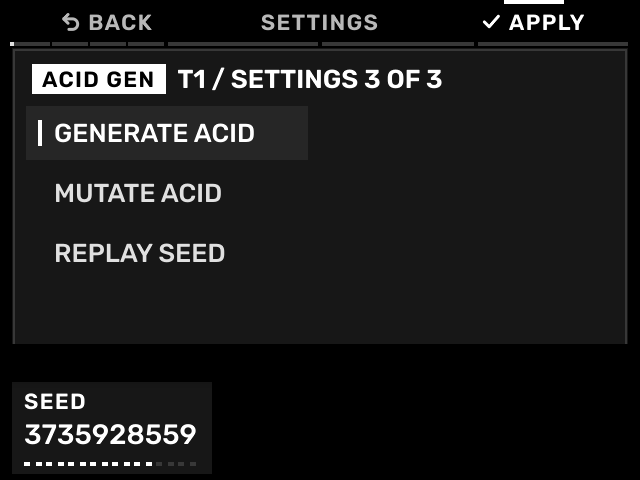 BACK SETTINGS APPLY
ACID GEN T1 / SETTINGS 3 OF 3
GENERATE ACID
MUTATE ACID
REPLAY SEED
SEED
3735928559